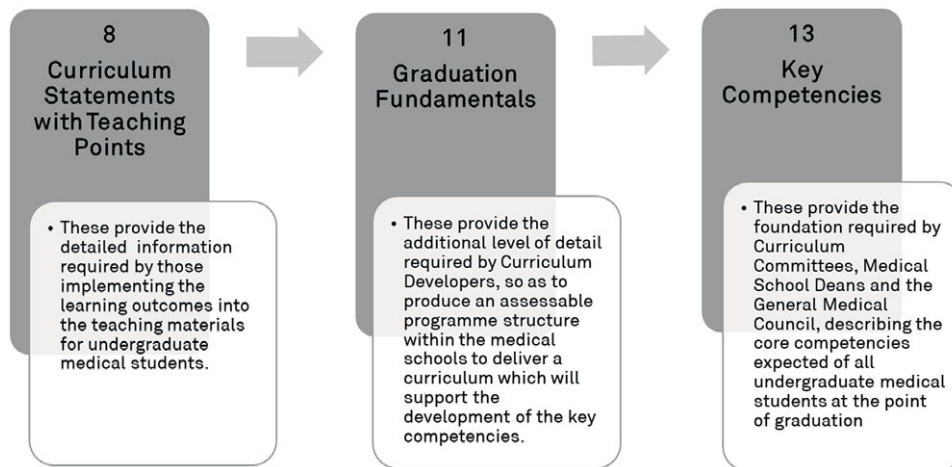 8
Curriculum
Statements
with Teaching
Points
• These provide the
detailed information
required by those
implementing the
learning outcomes into
the teaching materials
for undergraduate
medical students.
11
Graduation
Fundamentals
• These provide the
additional level of detail
required by Curriculum
Developers, so as to
produce an assessable
programme structure
within the medical
schools to deliver a
curriculum which will
support the
development of the key
competencies.
13
Key
Competencies
• These provide the
foundation required by
Curriculum
Committees, Medical
School Deans and the
General Medical
Council, describing the
core competencies
expected of all
undergraduate medical
students at the point
of graduation